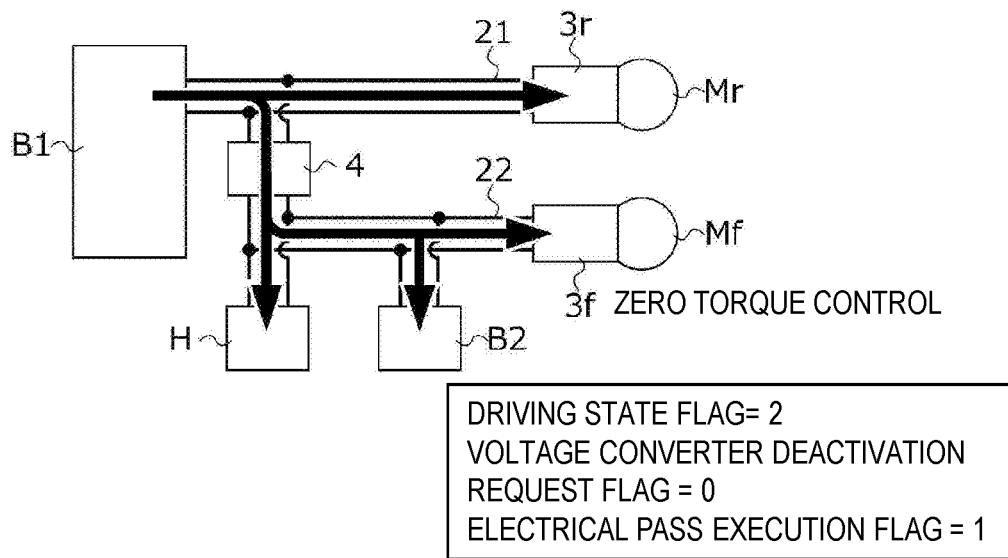 21
3r
Mr
B1
4
22
Mf
3f ZERO TORQUE CONTROL
H
B2
DRIVING STATE FLAG= 2
VOLTAGE CONVERTER DEACTIVATION
REQUEST FLAG = 0
ELECTRICAL PASS EXECUTION FLAG = 1